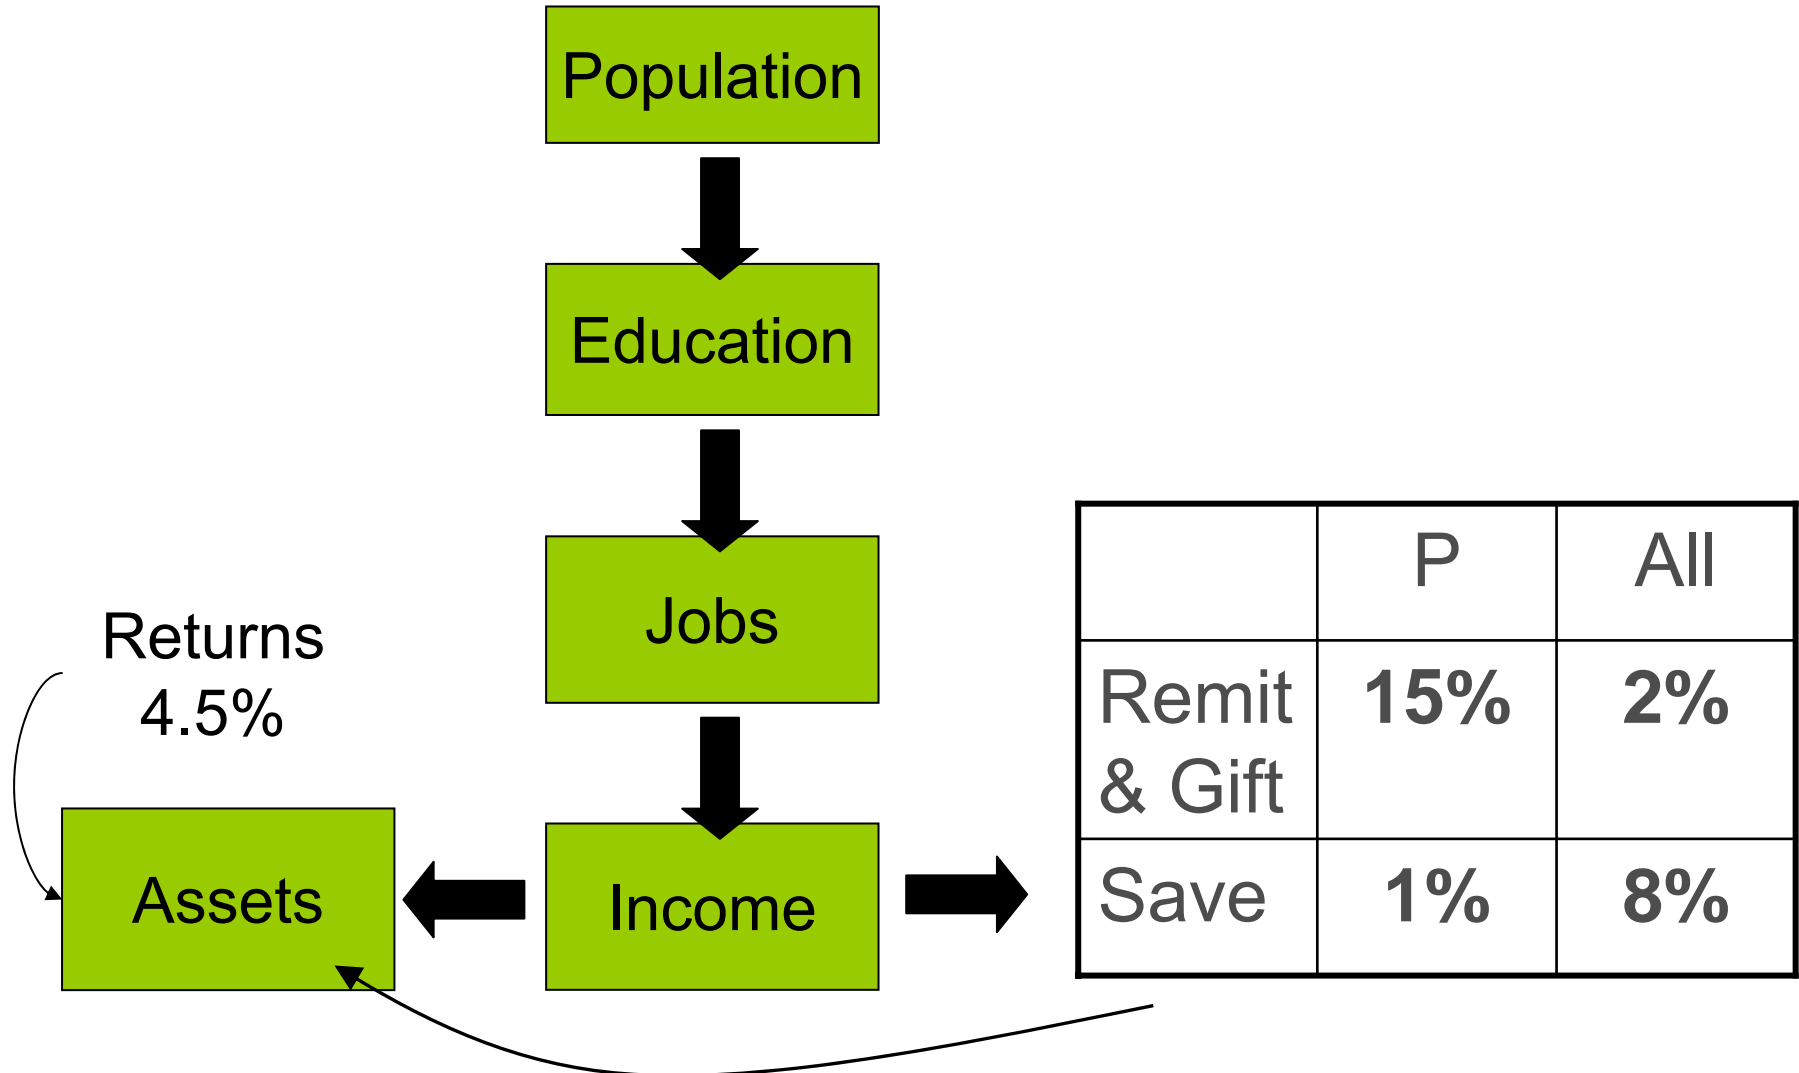 Population
Education
Jobs
Returns
4.5%
Assets
Income
P All
Remit 15% 2%
& Gift
Save 1% 8%